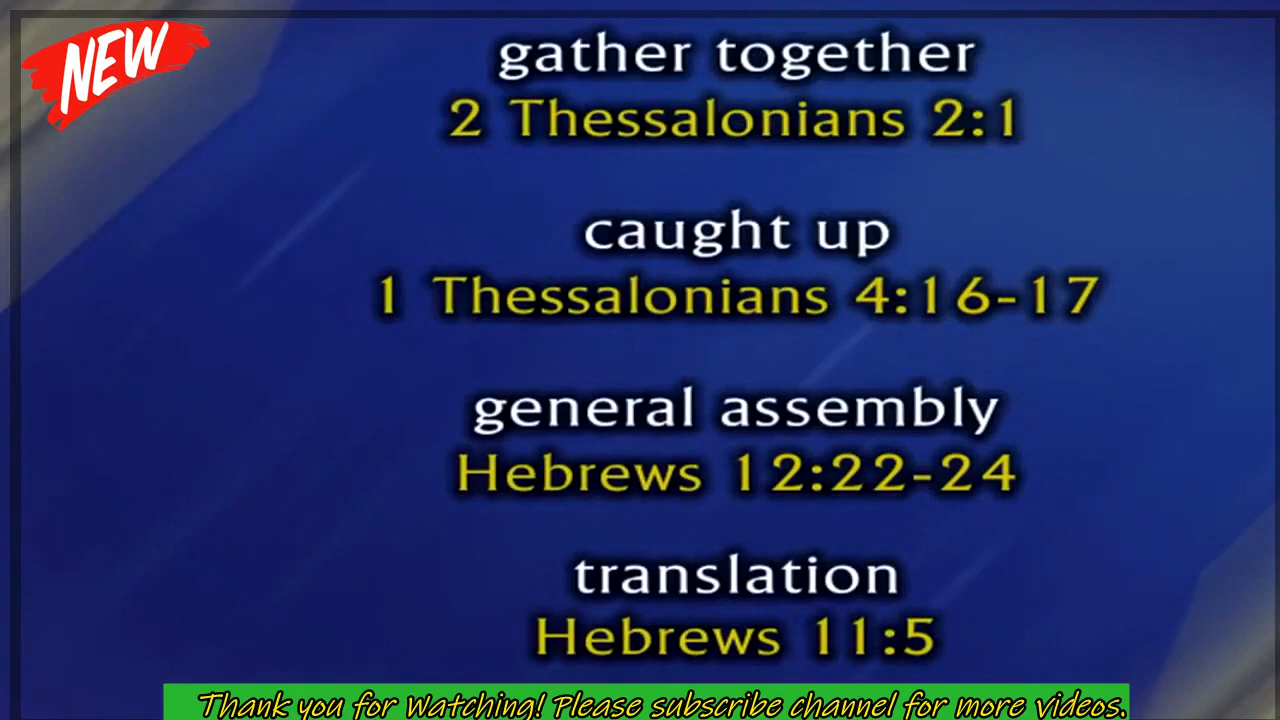 NEW
gather together
2 Thessalonians 2:1
caught up
1 Thessalonians 4:16-17
general assembly
Hebrews 12:22-24
translation
Hebrews 11:5
Thank you for Watching! Please subscribe channel for more videos.